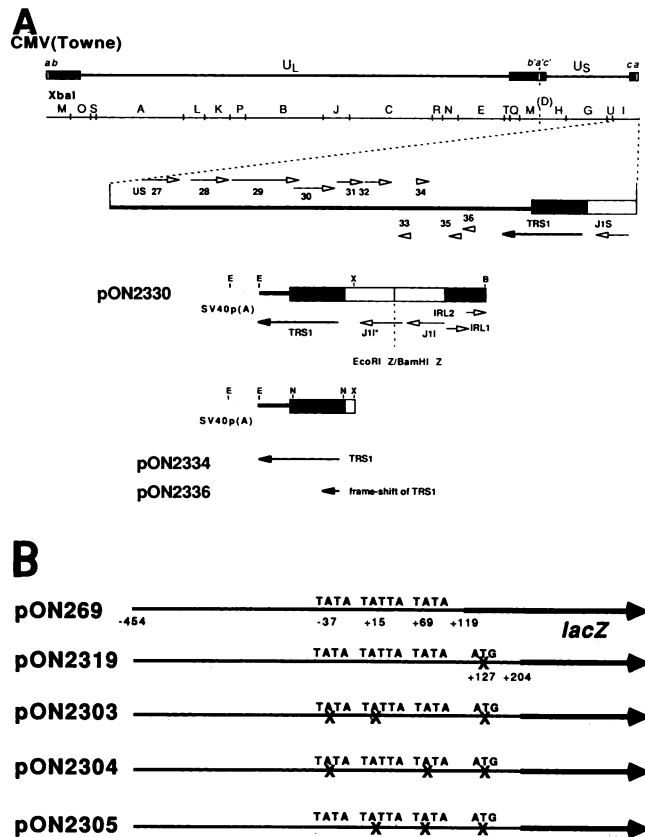 A
CMV(Towne)
ab UL b'a'c' US ca
XbaI
M O S A L K P B J C R N E T Q M (D) H G U I
US 27 28 29 30 31 32 34
33 35 36 TRS1 J1S
pON2330
E E X B
SV40p(A)
IRL2
TRS1 J1I* J1I IRL1
EcoRI Z/BamHI Z
E E N N X
SV40p(A)
pON2334 TRS1
pON2336 frame-shift of TRS1
B
pON269 TATA TATTA TATA
-454 -37 +15 +69 +119 lacZ
pON2319 TATA TATTA TATA ATG
+127 +204
pON2303 TATA TATTA TATA ATG
pON2304 TATA TATTA TATA ATG
pON2305 TATA TATTA TATA ATG